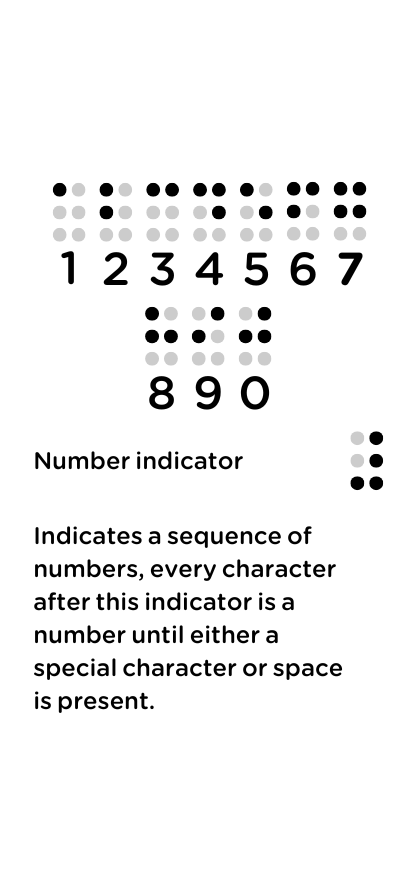 1 2 3 4 5 6 7
8 9 0
Number indicator
Indicates a sequence of
numbers, every character
after this indicator is a
number until either a
special character or space
is present.